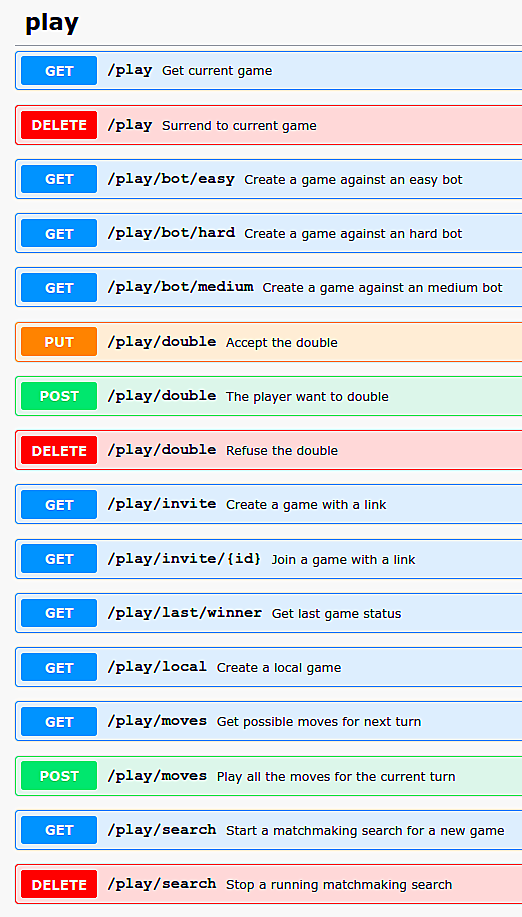 play
GET /play Get current game
DELETE /play Surrend to current game
GET /play/bot/easy Create a game against an easy bot
GET /play/bot/hard Create a game against an hard bot
GET /play/bot/medium Create a game against an medium bot
PUT /play/double Accept the double
POST /play/double The player want to double
DELETE /play/double Refuse the double
GET /play/invite Create a game with a link
GET /play/invite/{id} Join a game with a link
GET /play/last/winner Get last game status
GET /play/local Create a local game
GET /play/moves Get possible moves for next turn
POST /play/moves Play all the moves for the current turn
GET /play/search Start a matchmaking search for a new game
DELETE /play/search Stop a running matchmaking search